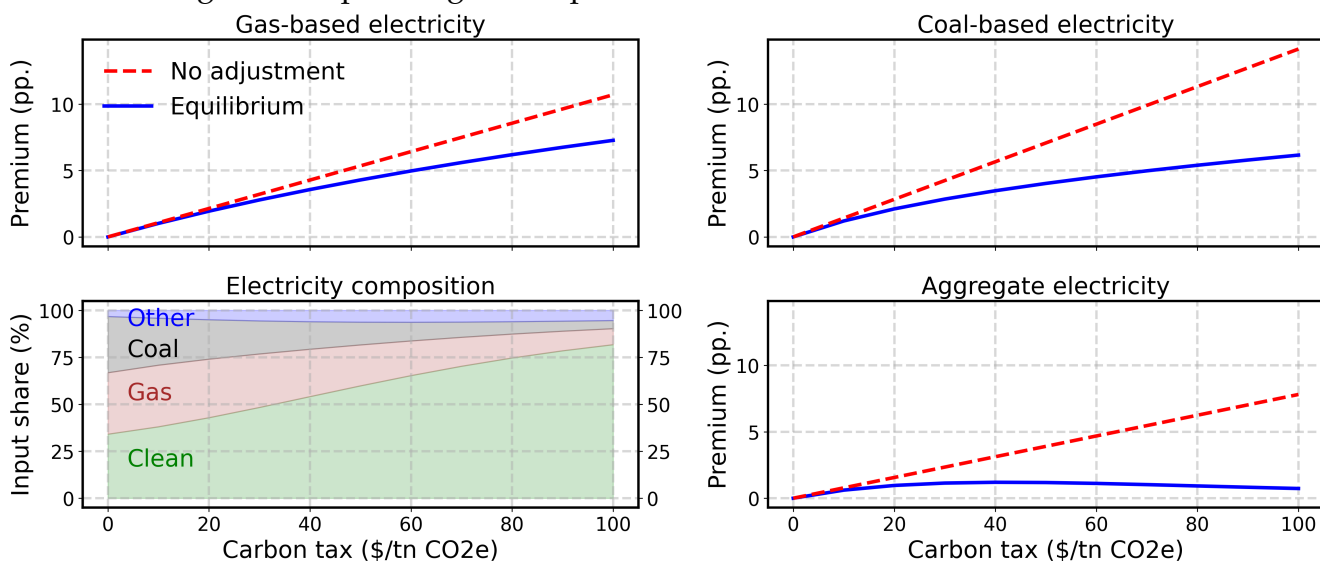 Gas-based electricity
Coal-based electricity
Premium (pp.)
10
5
0
No adjustment
Equilibrium
Premium (pp.)
10
5
0
Electricity composition
Aggregate electricity
Input share (%)
100
75
50
25
0
Other
Coal
Gas
Clean
100
75
50
25
0
0 20 40 60 80 100
Carbon tax ($/tn CO2e)
Premium (pp.)
10
5
0
0 20 40 60 80 100
Carbon tax ($/tn CO2e)